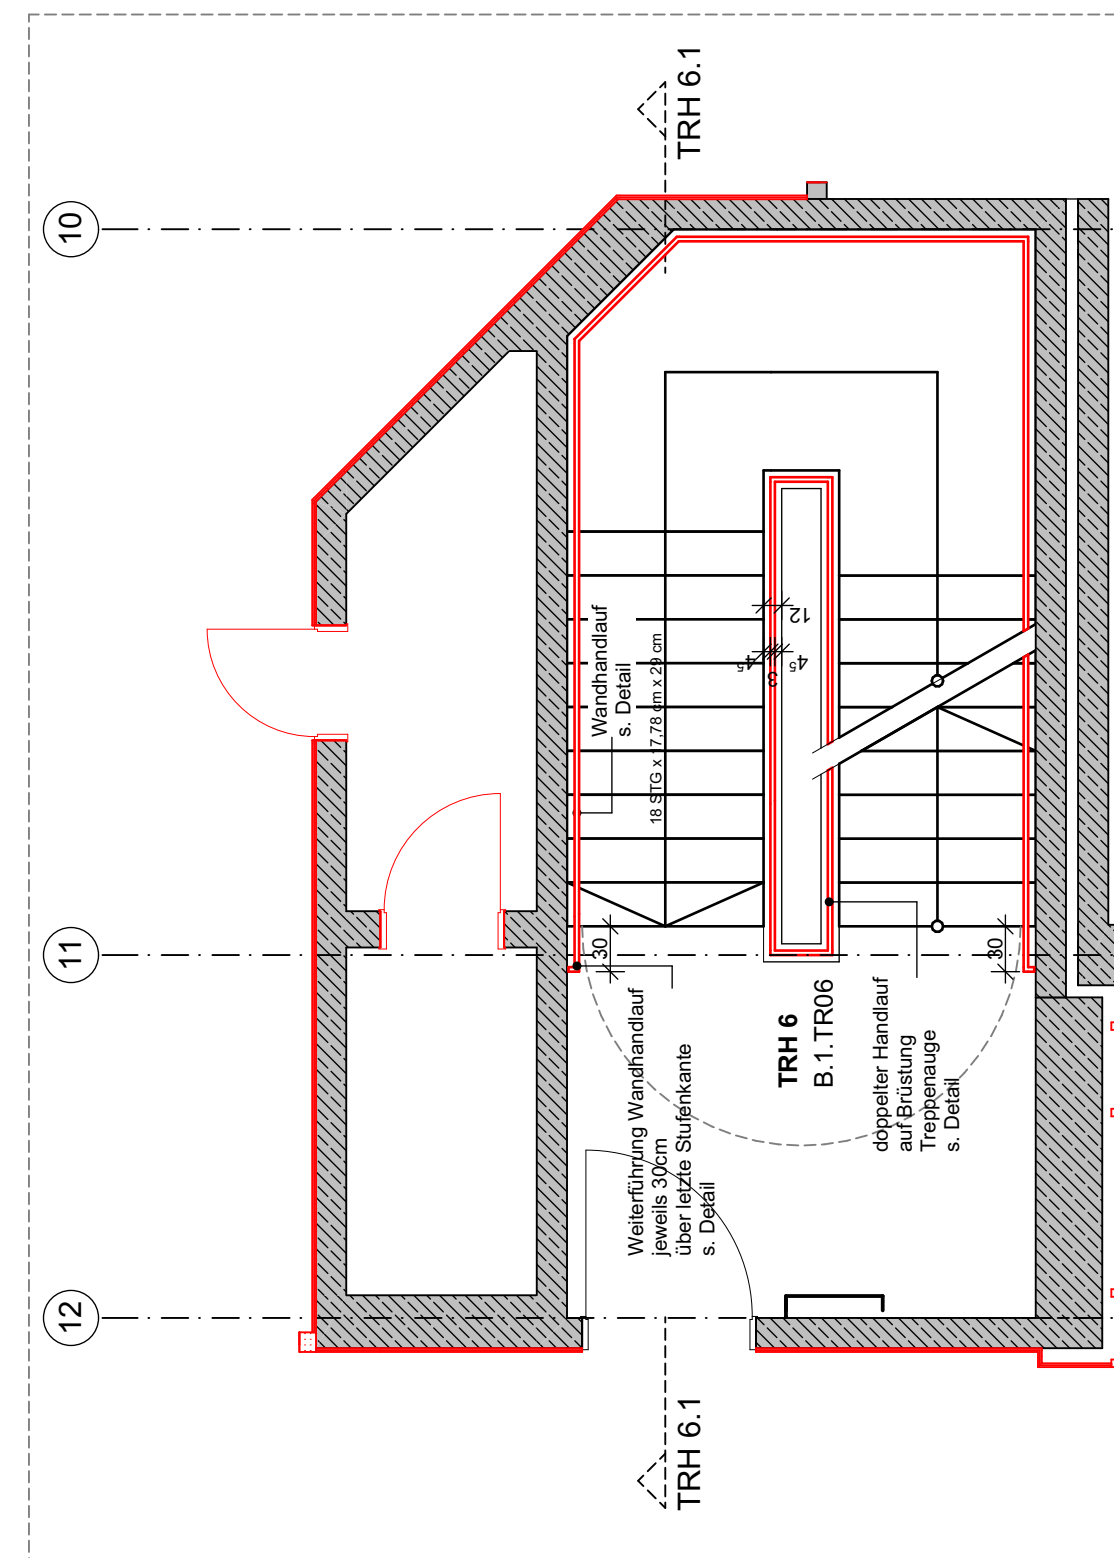 TRH 6.1
10
Wandhandlauf
s. Detail
18 STG x 17,78 cm x 29 cm
12
4⁵
3
4⁵
11
30
30
TRH 6
B.1.TR06
Weiterführung Wandhandlauf
jeweils 30cm
über letzte Stufenkante
s. Detail
doppelter Handlauf
auf Brüstung
Treppenauge
s. Detail
12
TRH 6.1